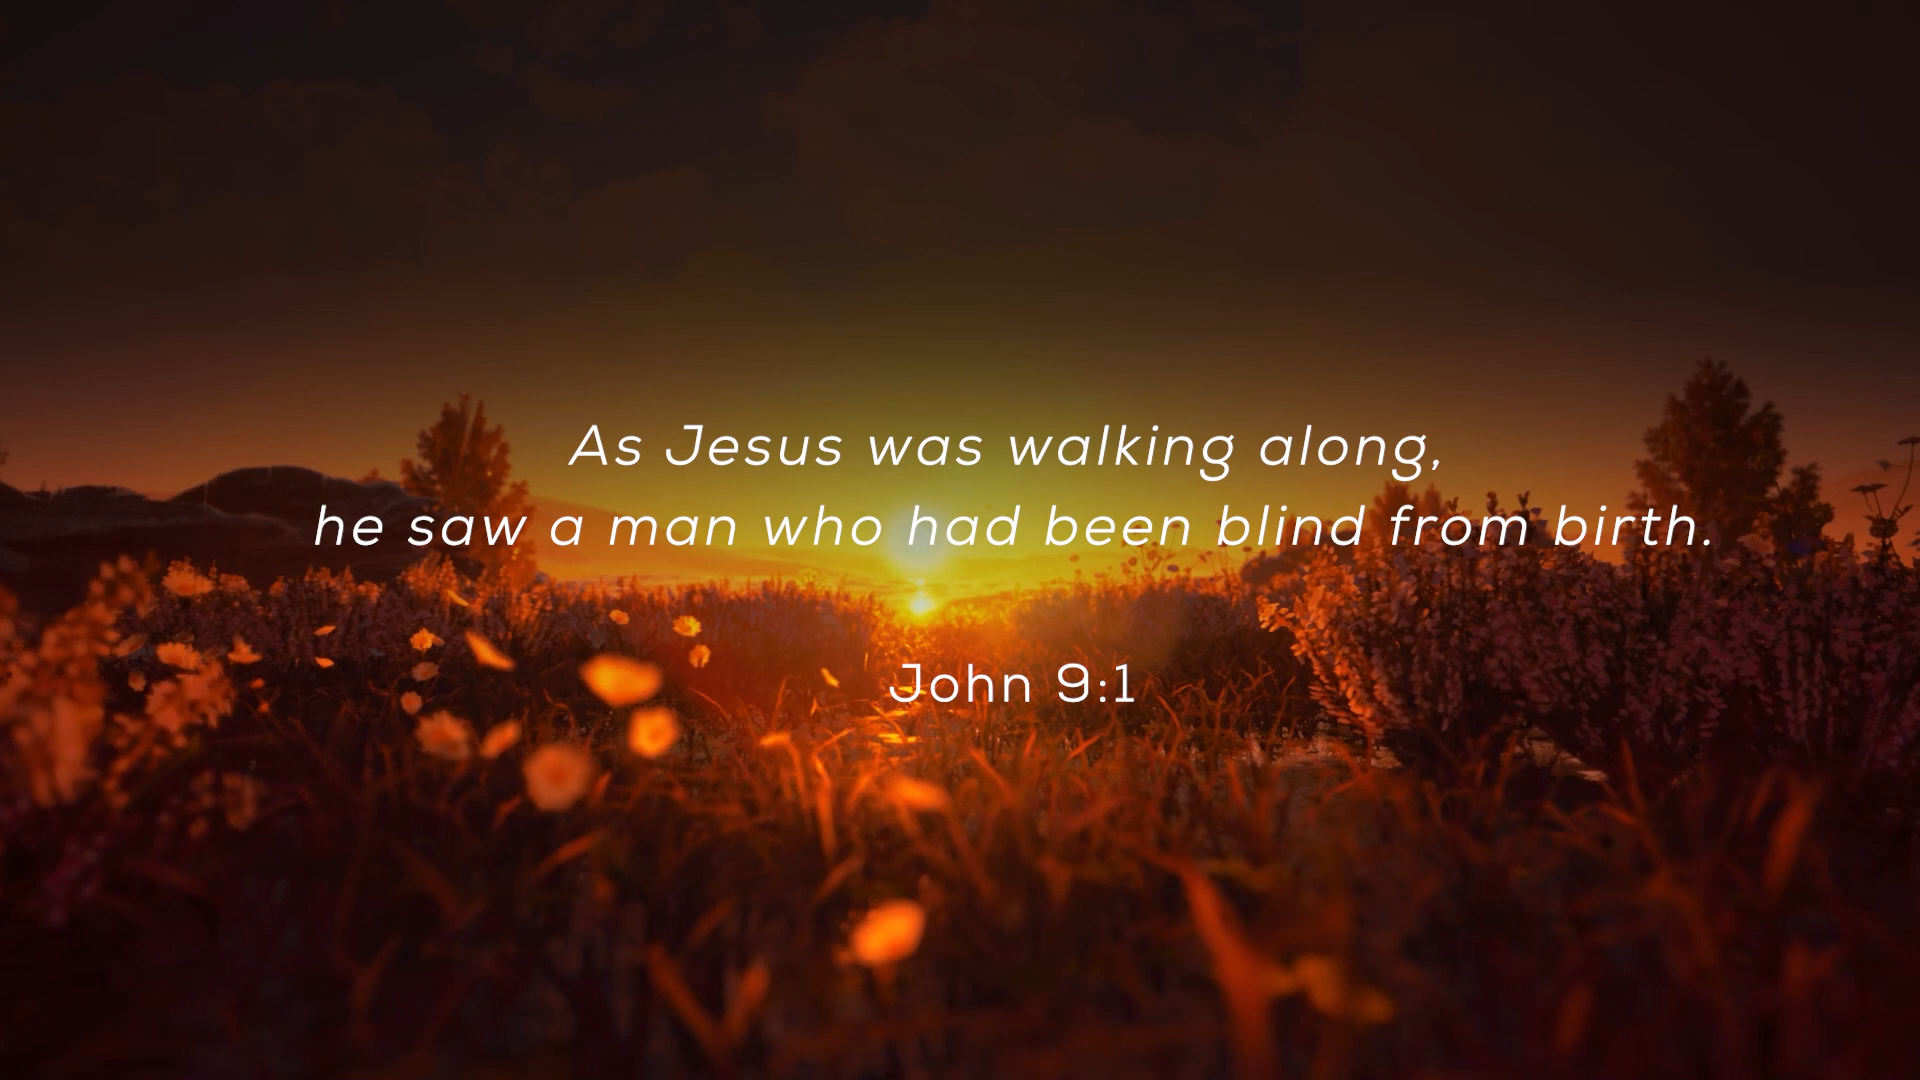 As Jesus was walking along,
he saw a man who had been blind from birth.
John 9:1